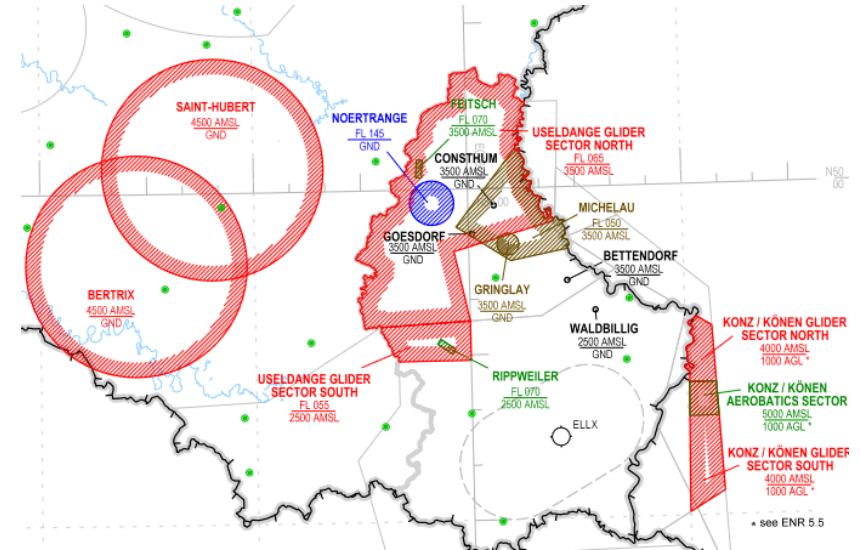 SAINT-HUBERT
4500 AMSL
GND
NOERTRANGE
FL 145
GND
FEITSCH
FL 070
3500 AMSL
USELDANGE GLIDER
SECTOR NORTH
FL 065
3500 AMSL
CONSTHUM
3500 AMSL
GND
N50
00
00
MICHELAU
FL 050
3500 AMSL
GOESDORF
3500 AMSL
GND
BETTENDORF
3500 AMSL
GND
BERTRIX
4500 AMSL
GND
GRINGLAY
3500 AMSL
GND
WALDBILLIG
2500 AMSL
GND
KONZ / KÖNEN GLIDER
SECTOR NORTH
4000 AMSL
1000 AGL *
USELDANGE GLIDER
SECTOR SOUTH
FL 055
2500 AMSL
RIPPWEILER
FL 070
2500 AMSL
KONZ / KÖNEN
AEROBATICS SECTOR
5000 AMSL
1000 AGL *
ELLX
KONZ / KÖNEN GLIDER
SECTOR SOUTH
4000 AMSL
1000 AGL *
* see ENR 5.5